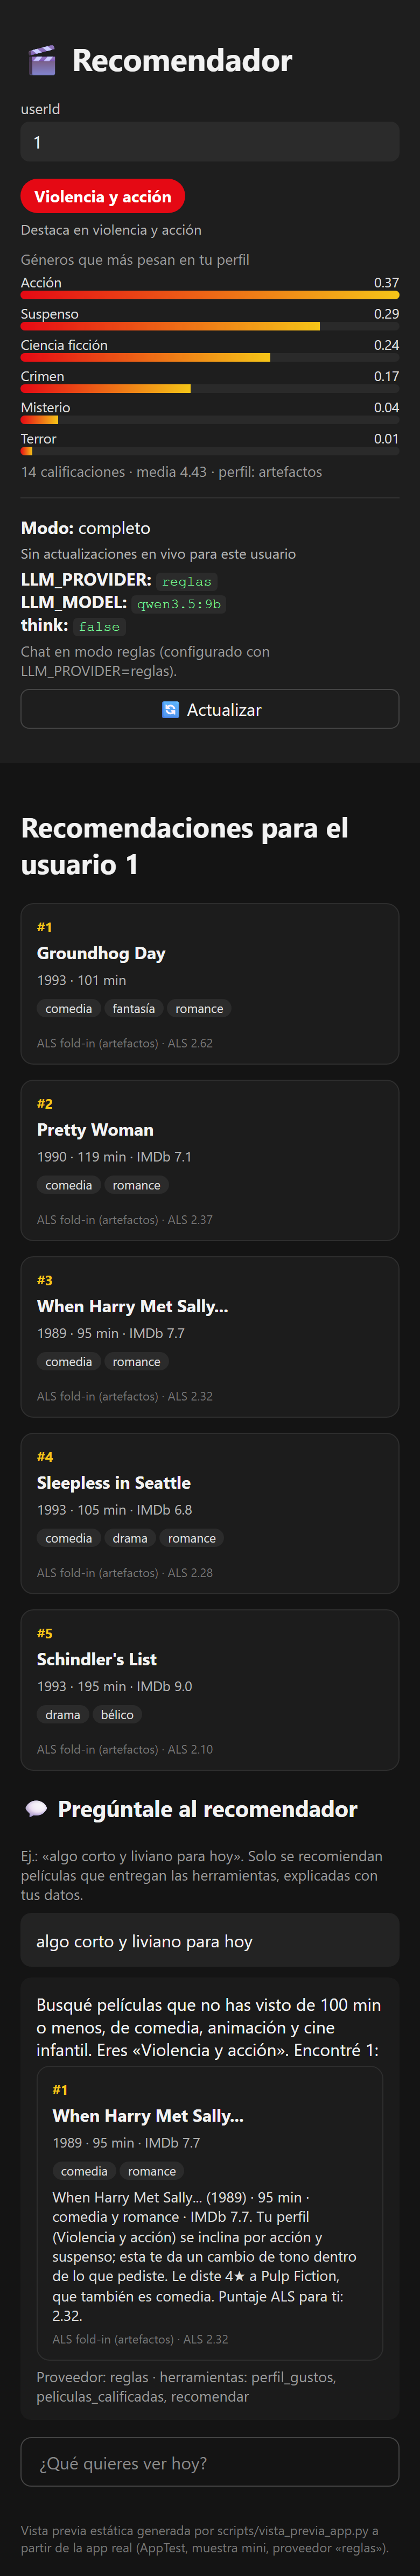 Recomendador
userId
1
Violencia y acción
Destaca en violencia y acción
Géneros que más pesan en tu perfil
Acción 0.37
Suspenso 0.29
Ciencia ficción 0.24
Crimen 0.17
Misterio 0.04
Terror 0.01
14 calificaciones · media 4.43 · perfil: artefactos
Modo: completo
Sin actualizaciones en vivo para este usuario
LLM_PROVIDER: reglas
LLM_MODEL: qwen3.5:9b
think: false
Chat en modo reglas (configurado con
LLM_PROVIDER=reglas).
Actualizar
Recomendaciones para el
usuario 1
#1
Groundhog Day
1993 · 101 min
comedia fantasía romance
ALS fold-in (artefactos) · ALS 2.62
#2
Pretty Woman
1990 · 119 min · IMDb 7.1
comedia romance
ALS fold-in (artefactos) · ALS 2.37
#3
When Harry Met Sally...
1989 · 95 min · IMDb 7.7
comedia romance
ALS fold-in (artefactos) · ALS 2.32
#4
Sleepless in Seattle
1993 · 105 min · IMDb 6.8
comedia drama romance
ALS fold-in (artefactos) · ALS 2.28
#5
Schindler's List
1993 · 195 min · IMDb 9.0
drama bélico
ALS fold-in (artefactos) · ALS 2.10
Pregúntale al recomendador
Ej.: «algo corto y liviano para hoy». Solo se recomiendan
películas que entregan las herramientas, explicadas con
tus datos.
algo corto y liviano para hoy
Busqué películas que no has visto de 100 min
o menos, de comedia, animación y cine
infantil. Eres «Violencia y acción». Encontré 1:
#1
When Harry Met Sally...
1989 · 95 min · IMDb 7.7
comedia romance
When Harry Met Sally... (1989) · 95 min ·
comedia y romance · IMDb 7.7. Tu perfil
(Violencia y acción) se inclina por acción y
suspenso; esta te da un cambio de tono dentro
de lo que pediste. Le diste 4★ a Pulp Fiction,
que también es comedia. Puntaje ALS para ti:
2.32.
ALS fold-in (artefactos) · ALS 2.32
Proveedor: reglas · herramientas: perfil_gustos,
peliculas_calificadas, recomendar
¿Qué quieres ver hoy?
Vista previa estática generada por scripts/vista_previa_app.py a
partir de la app real (AppTest, muestra mini, proveedor «reglas»).